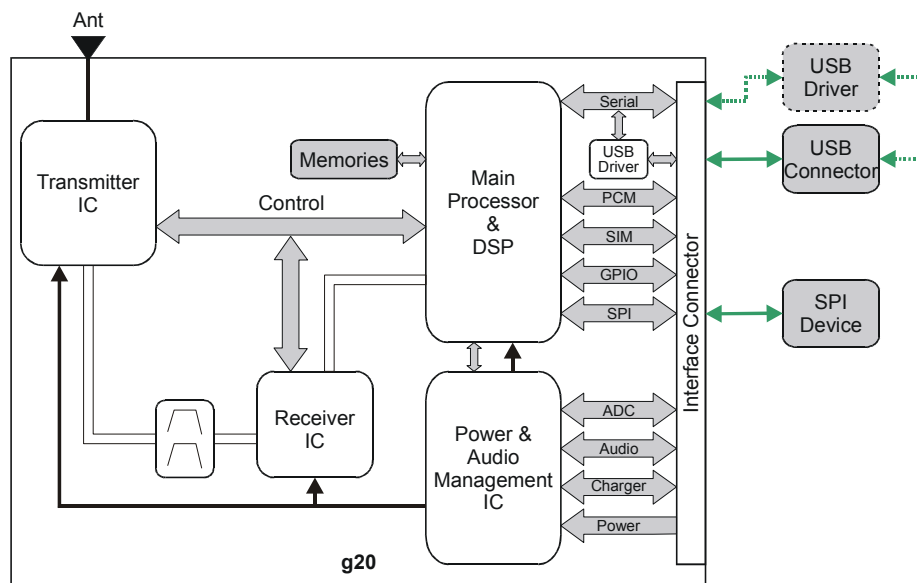 Ant
USB
Driver
Serial
Transmitter
IC
Memories
USB
Driver
USB
Connector
Main
Processor
&
DSP
Control
PCM
SIM
GPIO
SPI
Interface Connector
SPI
Device
Receiver
IC
Power &
Audio
Management
IC
ADC
Audio
Charger
Power
g20